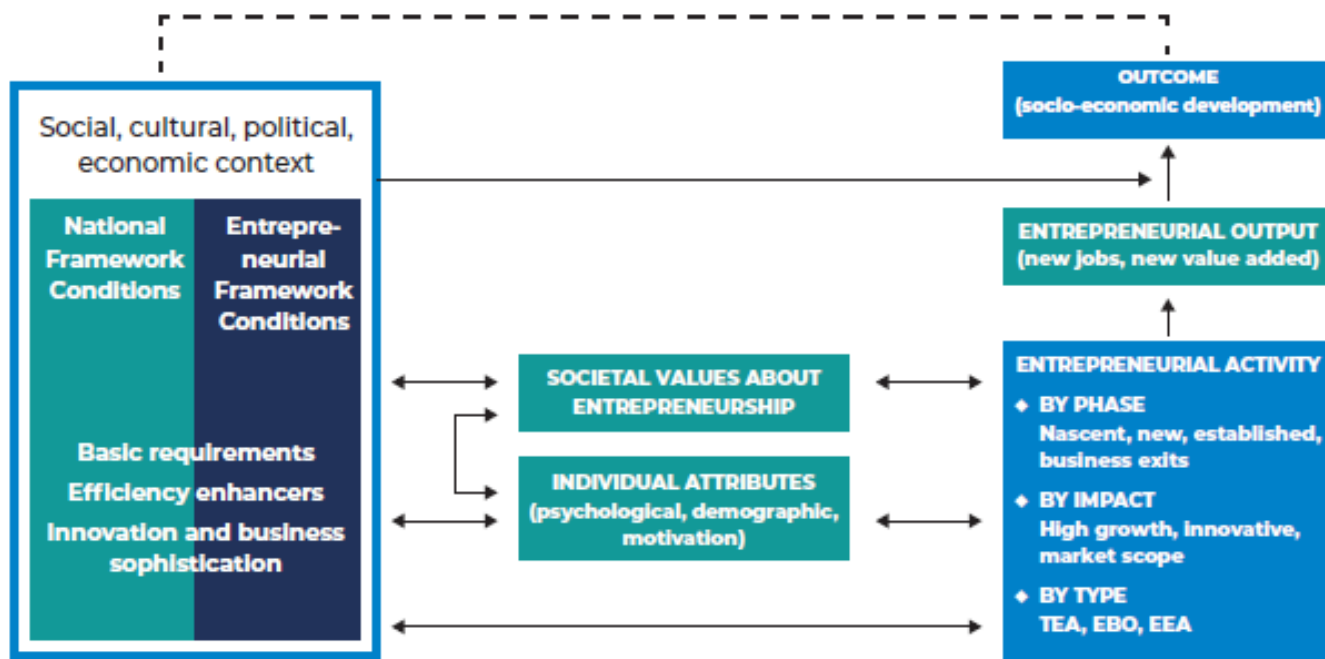 Social, cultural, political,
economic context
National
Framework
Conditions
Entrepre-
neurial
Framework
Conditions
Basic requirements
Efficiency enhancers
Innovation and business
sophistication
SOCIETAL VALUES ABOUT
ENTREPRENEURSHIP
INDIVIDUAL ATTRIBUTES
(psychological, demographic,
motivation)
OUTCOME
(socio-economic development)
ENTREPRENEURIAL OUTPUT
(new jobs, new value added)
ENTREPRENEURIAL ACTIVITY
◆ BY PHASE
Nascent, new, established,
business exits
◆ BY IMPACT
High growth, innovative,
market scope
◆ BY TYPE
TEA, EBO, EEA